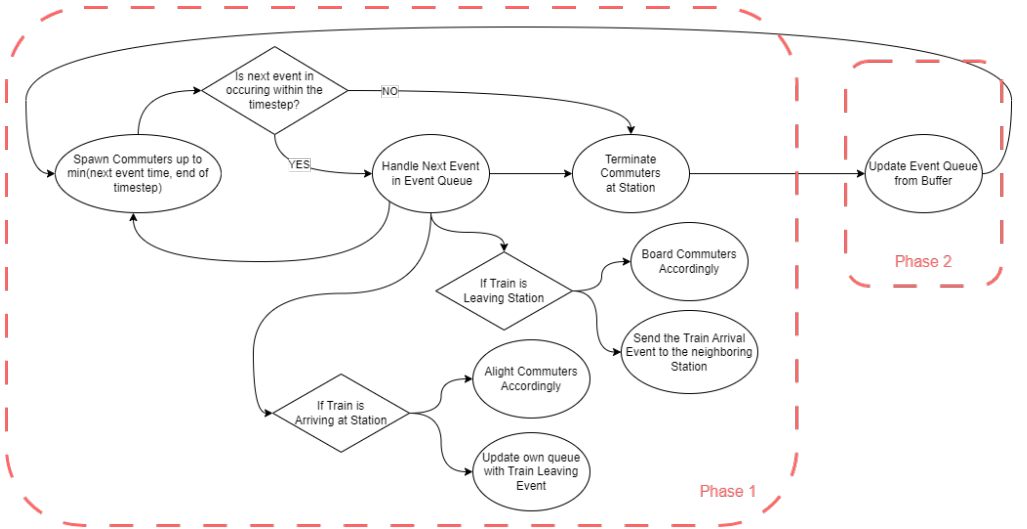 Is next event in
occuring within the
timestep?
NO
YES
Spawn Commuters up to
min(next event time, end of
timestep)
Handle Next Event
in Event Queue
Terminate
Commuters
at Station
Update Event Queue
from Buffer
Phase 2
If Train is
Leaving Station
Board Commuters
Accordingly
Send the Train Arrival
Event to the neighboring
Station
If Train is
Arriving at Station
Alight Commuters
Accordingly
Update own queue
with Train Leaving
Event
Phase 1